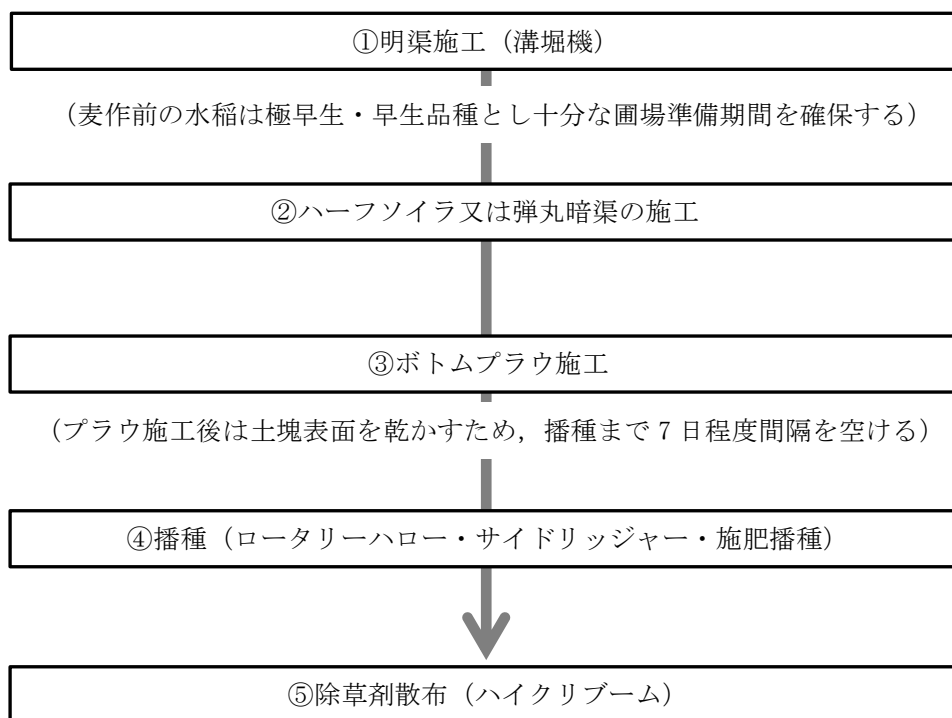 ①明渠施工（溝堀機）
（麦作前の水稲は極早生・早生品種とし十分な圃場準備期間を確保する）
②ハーフソイラ又は弾丸暗渠の施工
③ボトムプラウ施工
（プラウ施工後は土塊表面を乾かすため，播種まで 7 日程度間隔を空ける）
④播種（ロータリーハロー・サイドリッジャー・施肥播種）
⑤除草剤散布（ハイクリブーム）